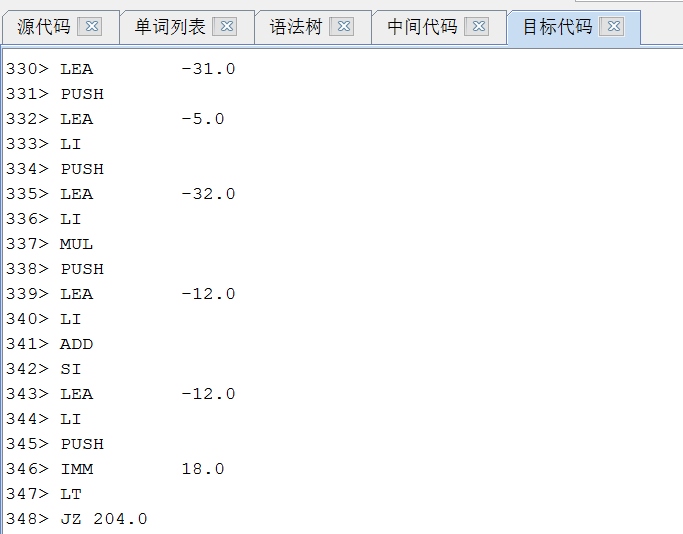 源代码 单词列表 语法树 中间代码 目标代码
330> LEA -31.0
331> PUSH
332> LEA -5.0
333> LI
334> PUSH
335> LEA -32.0
336> LI
337> MUL
338> PUSH
339> LEA -12.0
340> LI
341> ADD
342> SI
343> LEA -12.0
344> LI
345> PUSH
346> IMM 18.0
347> LT
348> JZ 204.0